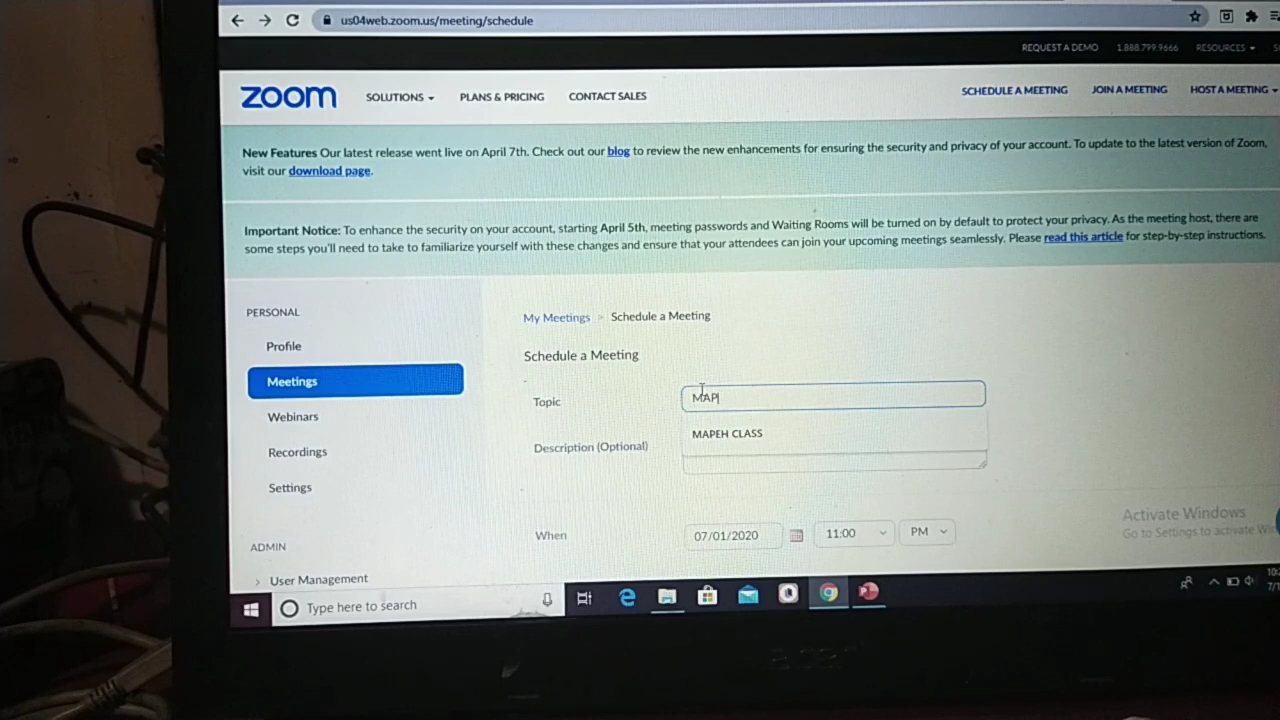 us04web.zoom.us/meeting/schedule
REQUEST A DEMO 1.888.799.9666 RESOURCES
zoom SOLUTIONS PLANS & PRICING CONTACT SALES SCHEDULE A MEETING JOIN A MEETING HOST A MEETING
New Features Our latest release went live on April 7th. Check out our blog to review the new enhancements for ensuring the security and privacy of your account. To update to the latest version of Zoom,
visit our download page.
Important Notice: To enhance the security on your account, starting April 5th, meeting passwords and Waiting Rooms will be turned on by default to protect your privacy. As the meeting host, there are
some steps you'll need to take to familiarize yourself with these changes and ensure that your attendees can join your upcoming meetings seamlessly. Please read this article for step-by-step instructions.
PERSONAL
Profile
Meetings
Webinars
Recordings
Settings
ADMIN
> User Management
My Meetings > Schedule a Meeting
Schedule a Meeting
Topic MAP
MAPEH CLASS
Description (Optional)
When 07/01/2020 11:00 PM
Activate Windows
Go to Settings to activate
Type here to search